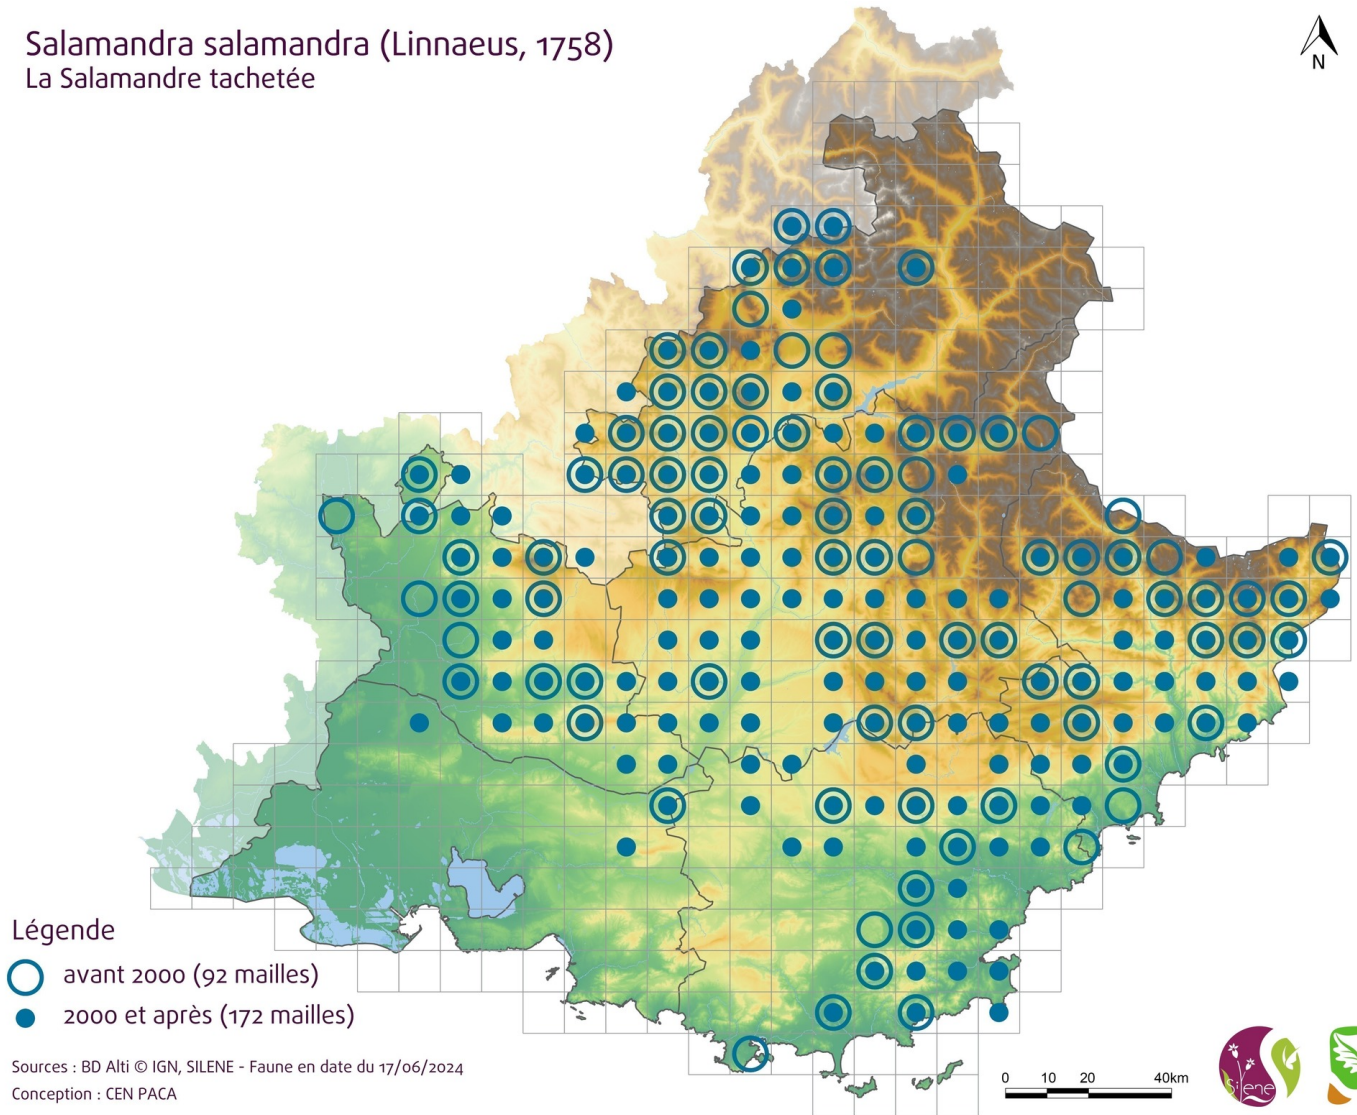 Salamandra salamandra (Linnaeus, 1758)
La Salamandre tachetée
N
Légende
avant 2000 (92 mailles)
2000 et après (172 mailles)
Sources : BD Alti © IGN, SILENE - Faune en date du 17/06/2024
Conception : CEN PACA
0 10 20 40km
Silene